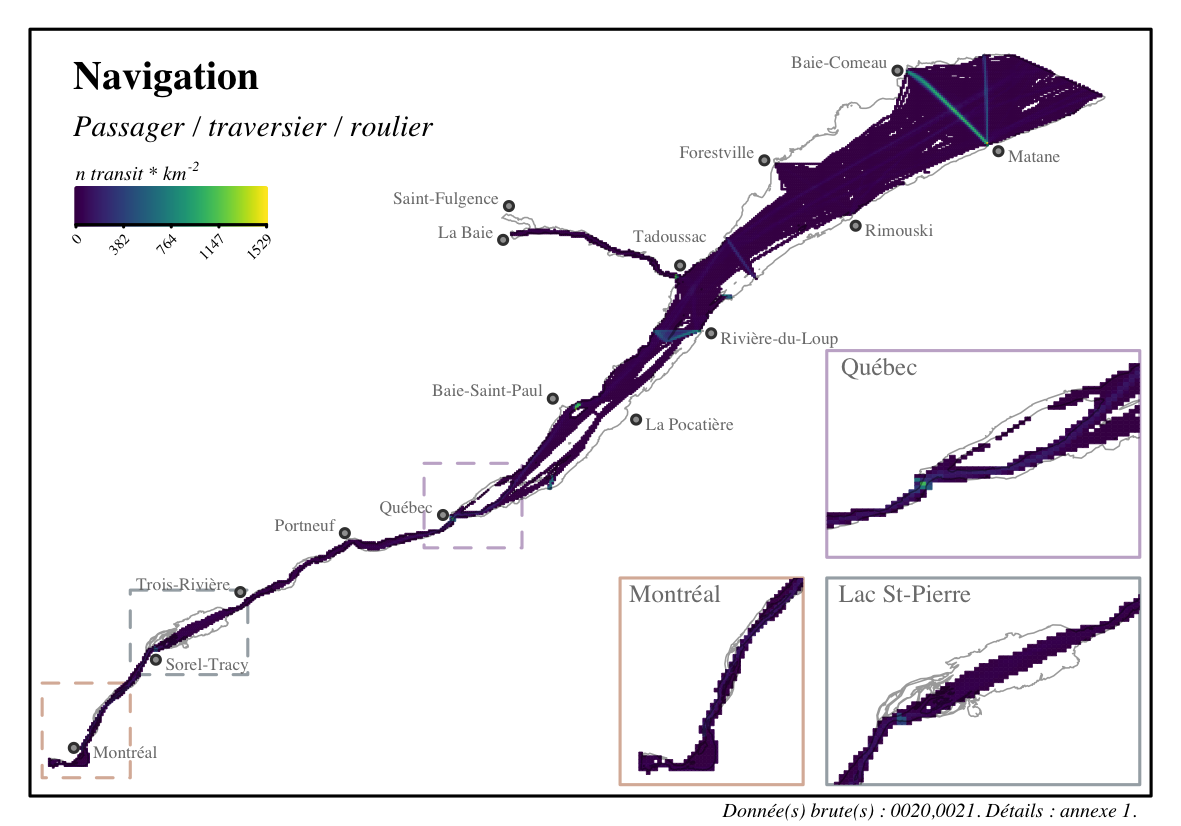 Navigation
Passager / traversier / roulier
n transit * km-2
0 382 764 1147 1529
Baie-Comeau
Matane
Forestville
Saint-Fulgence
La Baie
Tadoussac
Rimouski
Rivière-du-Loup
Québec
Baie-Saint-Paul
La Pocatière
Québec
Portneuf
Trois-Rivière
Montréal
Lac St-Pierre
Sorel-Tracy
Montréal
Donnée(s) brute(s) : 0020,0021. Détails : annexe 1.